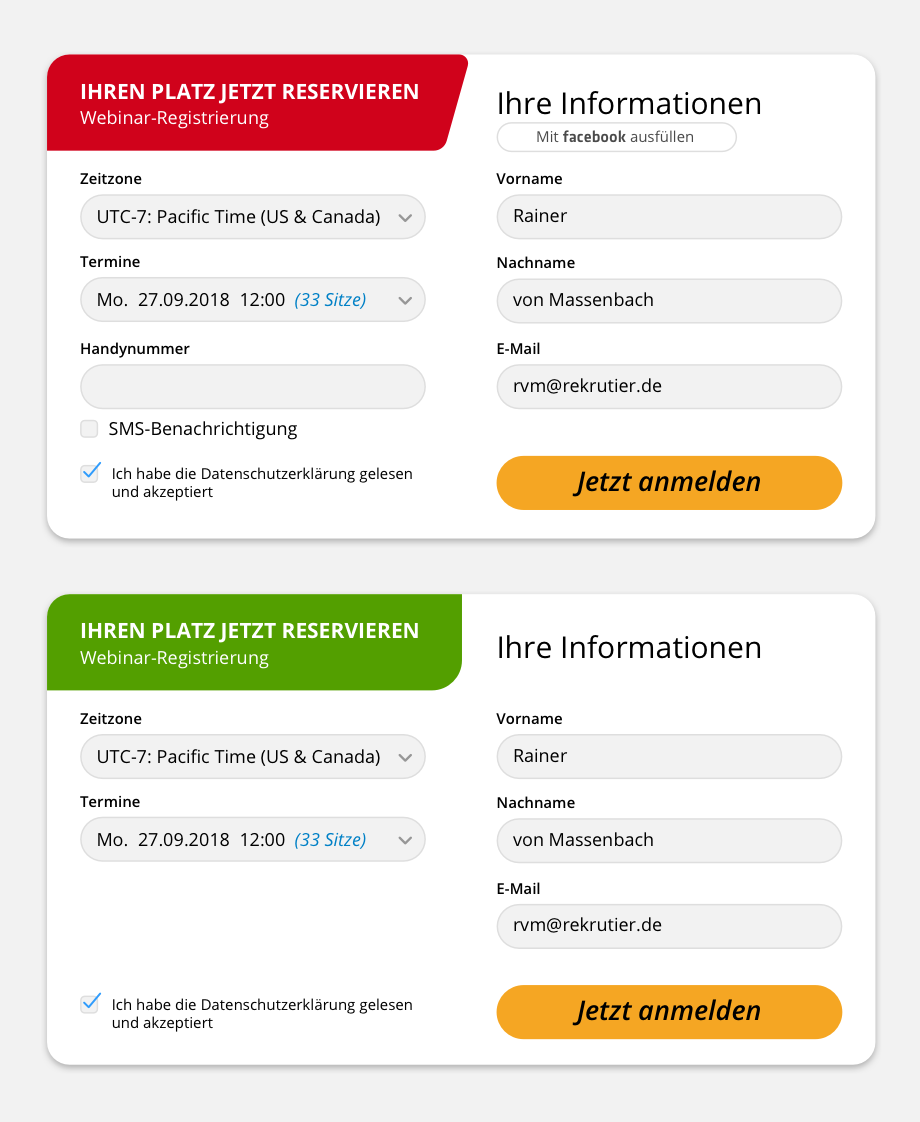 IHREN PLATZ JETZT RESERVIEREN
Webinar-Registrierung
Zeitzone
UTC-7: Pacific Time (US & Canada)
Termine
Mo. 27.09.2018 12:00 (33 Sitze)
Handynummer
SMS-Benachrichtigung
Ich habe die Datenschutzerklärung gelesen
und akzeptiert
Ihre Informationen
Mit facebook ausfüllen
Vorname
Rainer
Nachname
von Massenbach
E-Mail
rvm@rekrutier.de
Jetzt anmelden
IHREN PLATZ JETZT RESERVIEREN
Webinar-Registrierung
Zeitzone
UTC-7: Pacific Time (US & Canada)
Termine
Mo. 27.09.2018 12:00 (33 Sitze)
Ich habe die Datenschutzerklärung gelesen
und akzeptiert
Ihre Informationen
Vorname
Rainer
Nachname
von Massenbach
E-Mail
rvm@rekrutier.de
Jetzt anmelden